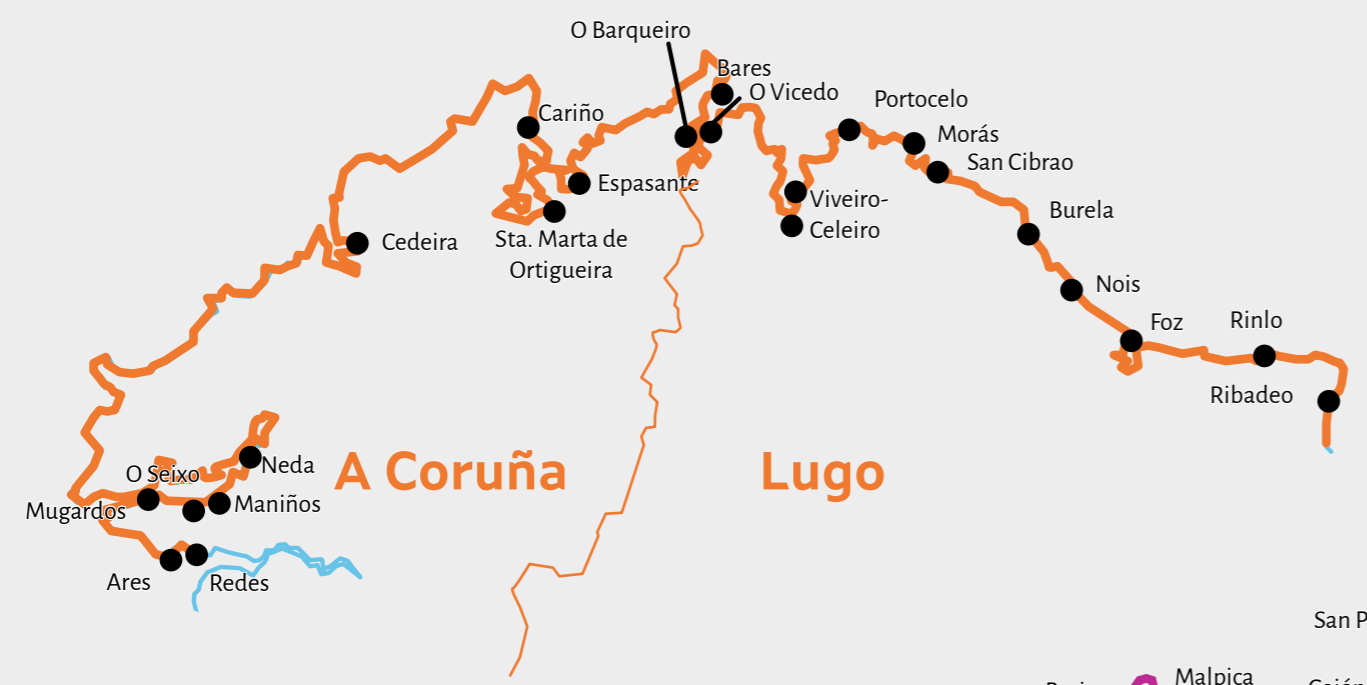 O Barqueiro
Bares
O Vicedo
Portocelo
Cariño
Morás
San Cibrao
Espasante
Viveiro-
Celeiro
Burela
Sta. Marta de
Ortigueira
Cedeira
Nois
Foz
Rinlo
Ribadeo
O Seixo
Neda
A Coruña
Lugo
Mugardos
Maniños
Ares
Redes
San P
Malpica